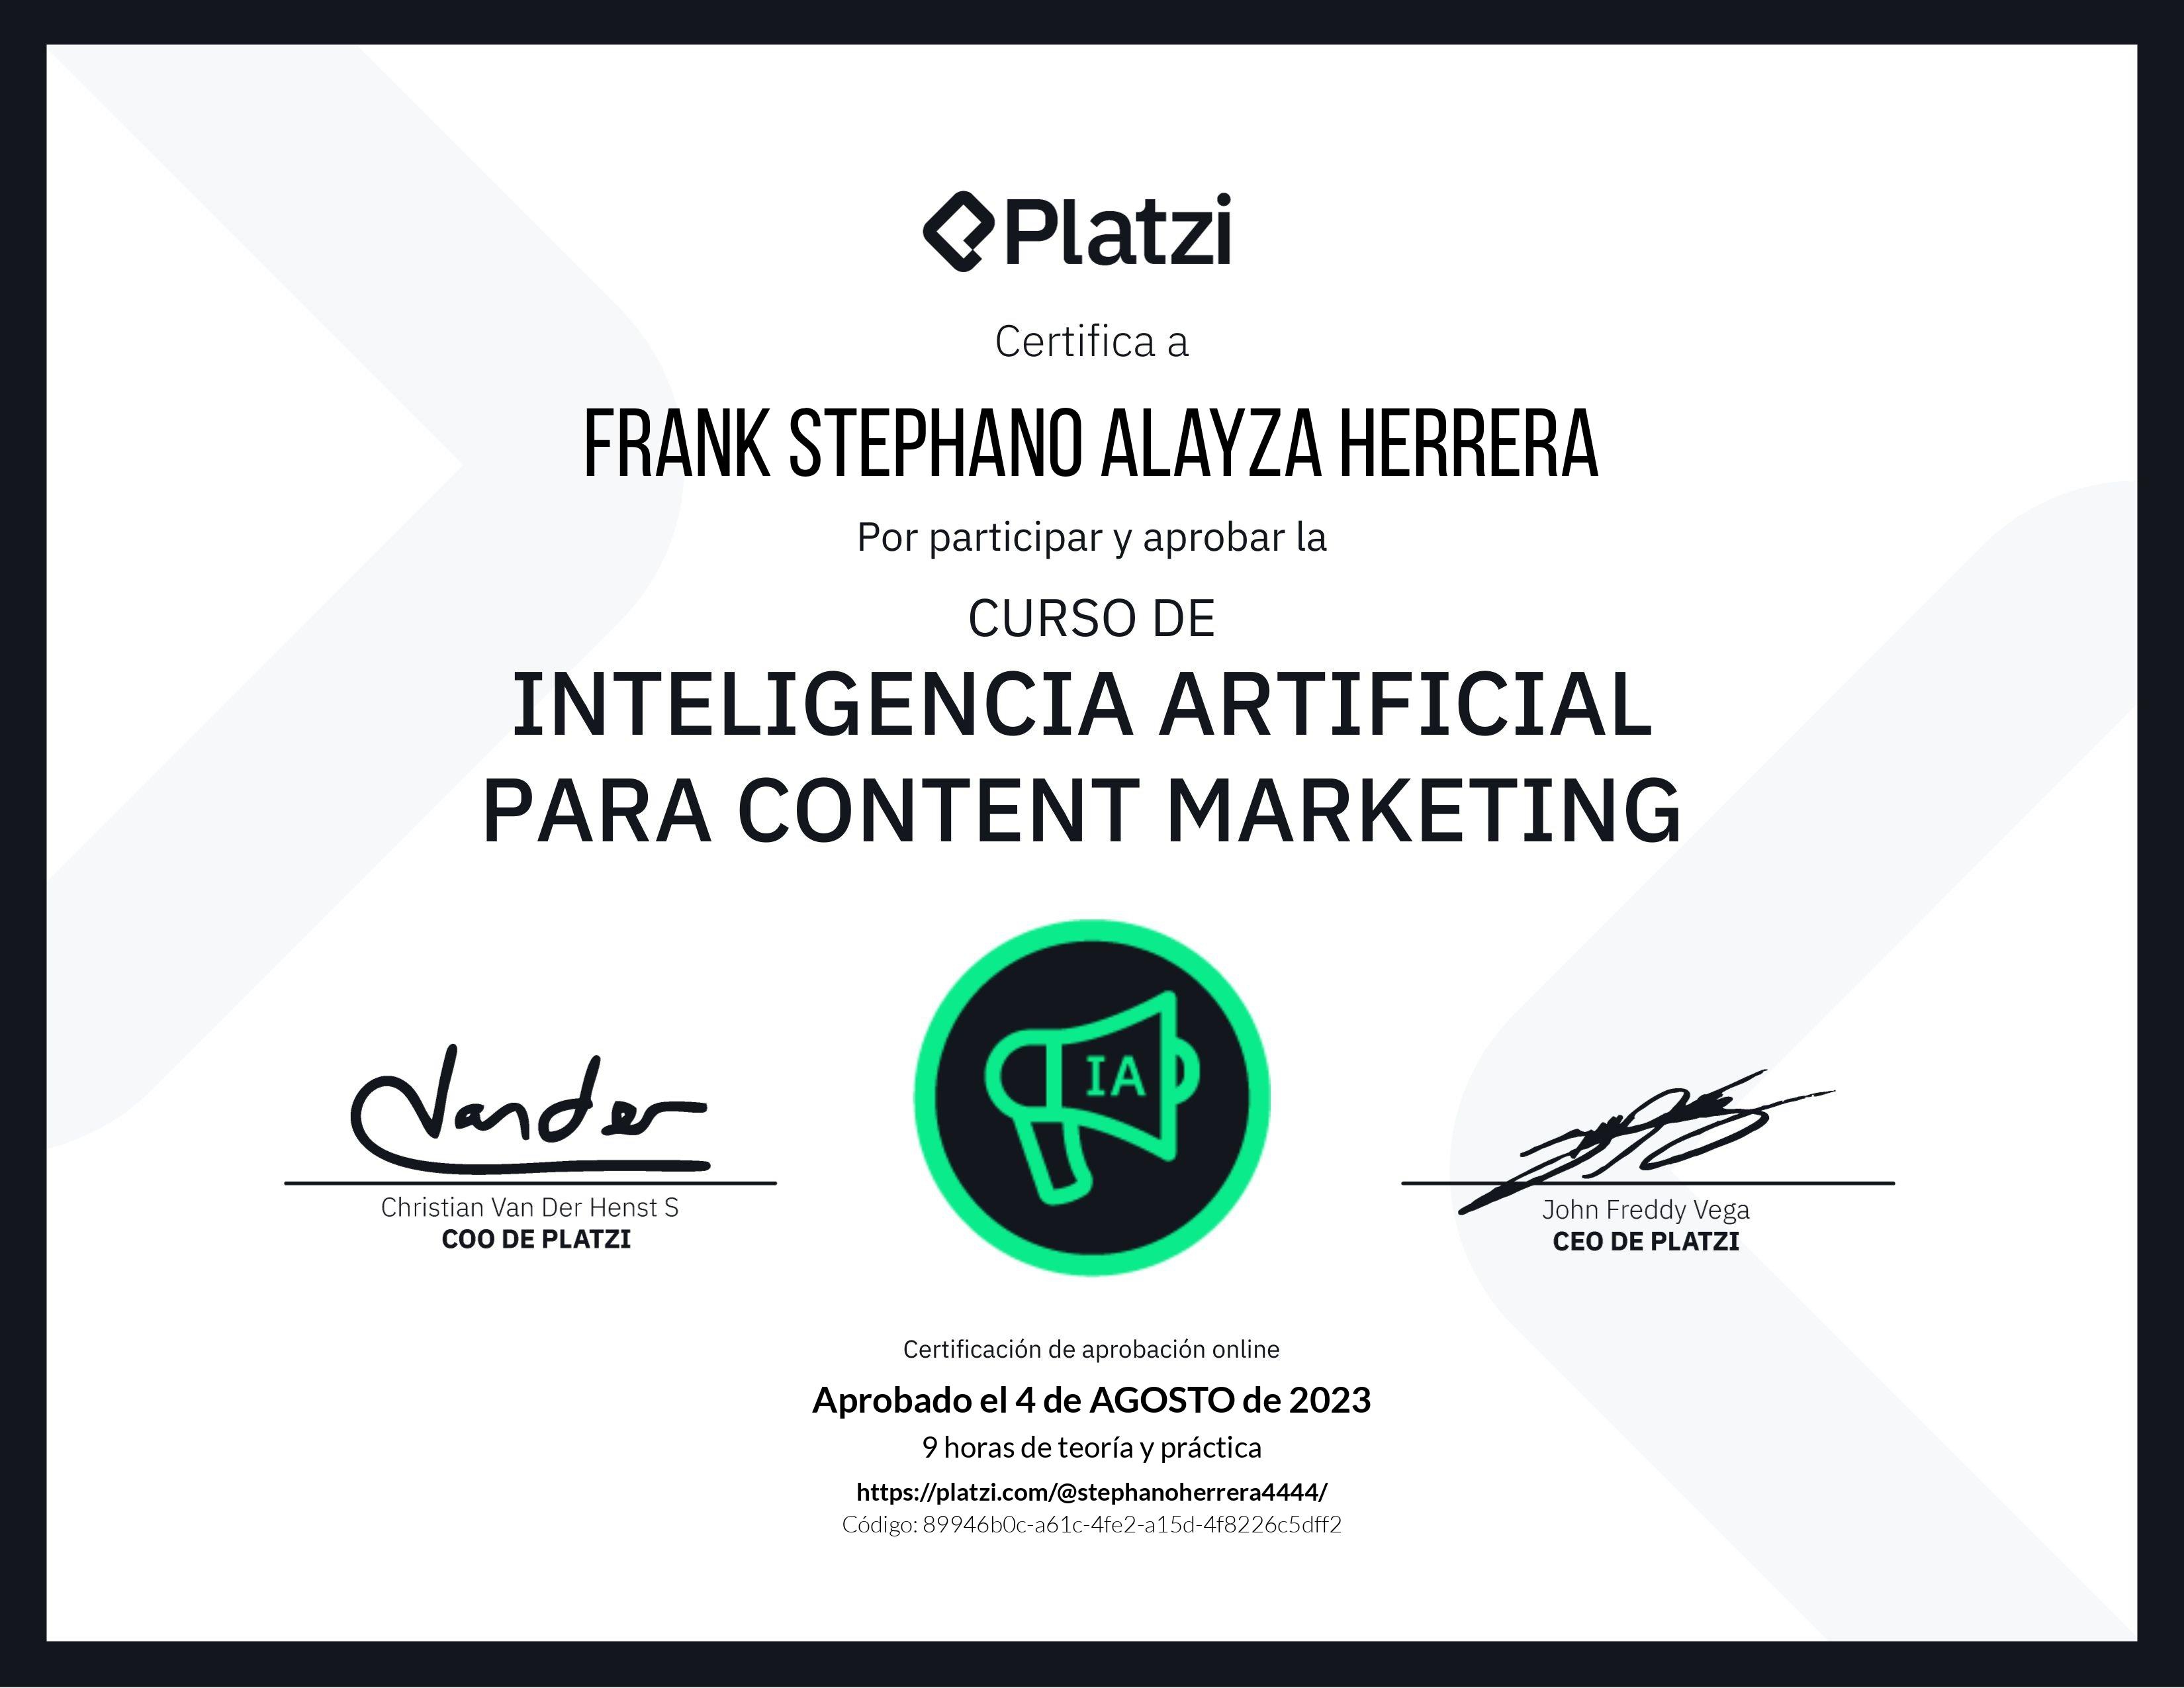 Platzi
Certifica a
FRANK STEPHANO ALAYZA HERRERA
Por participar y aprobar la
CURSO DE
INTELIGENCIA ARTIFICIAL
PARA CONTENT MARKETING
IA
Vander
Christian Van Der Henst S
COO DE PLATZI
John Freddy Vega
CEO DE PLATZI
Certificación de aprobación online
Aprobado el 4 de AGOSTO de 2023
9 horas de teoría y práctica
https://platzi.com/@stephanoherrera4444/
Código: 89946b0c-a61c-4fe2-a15d-4f8226c5dff2